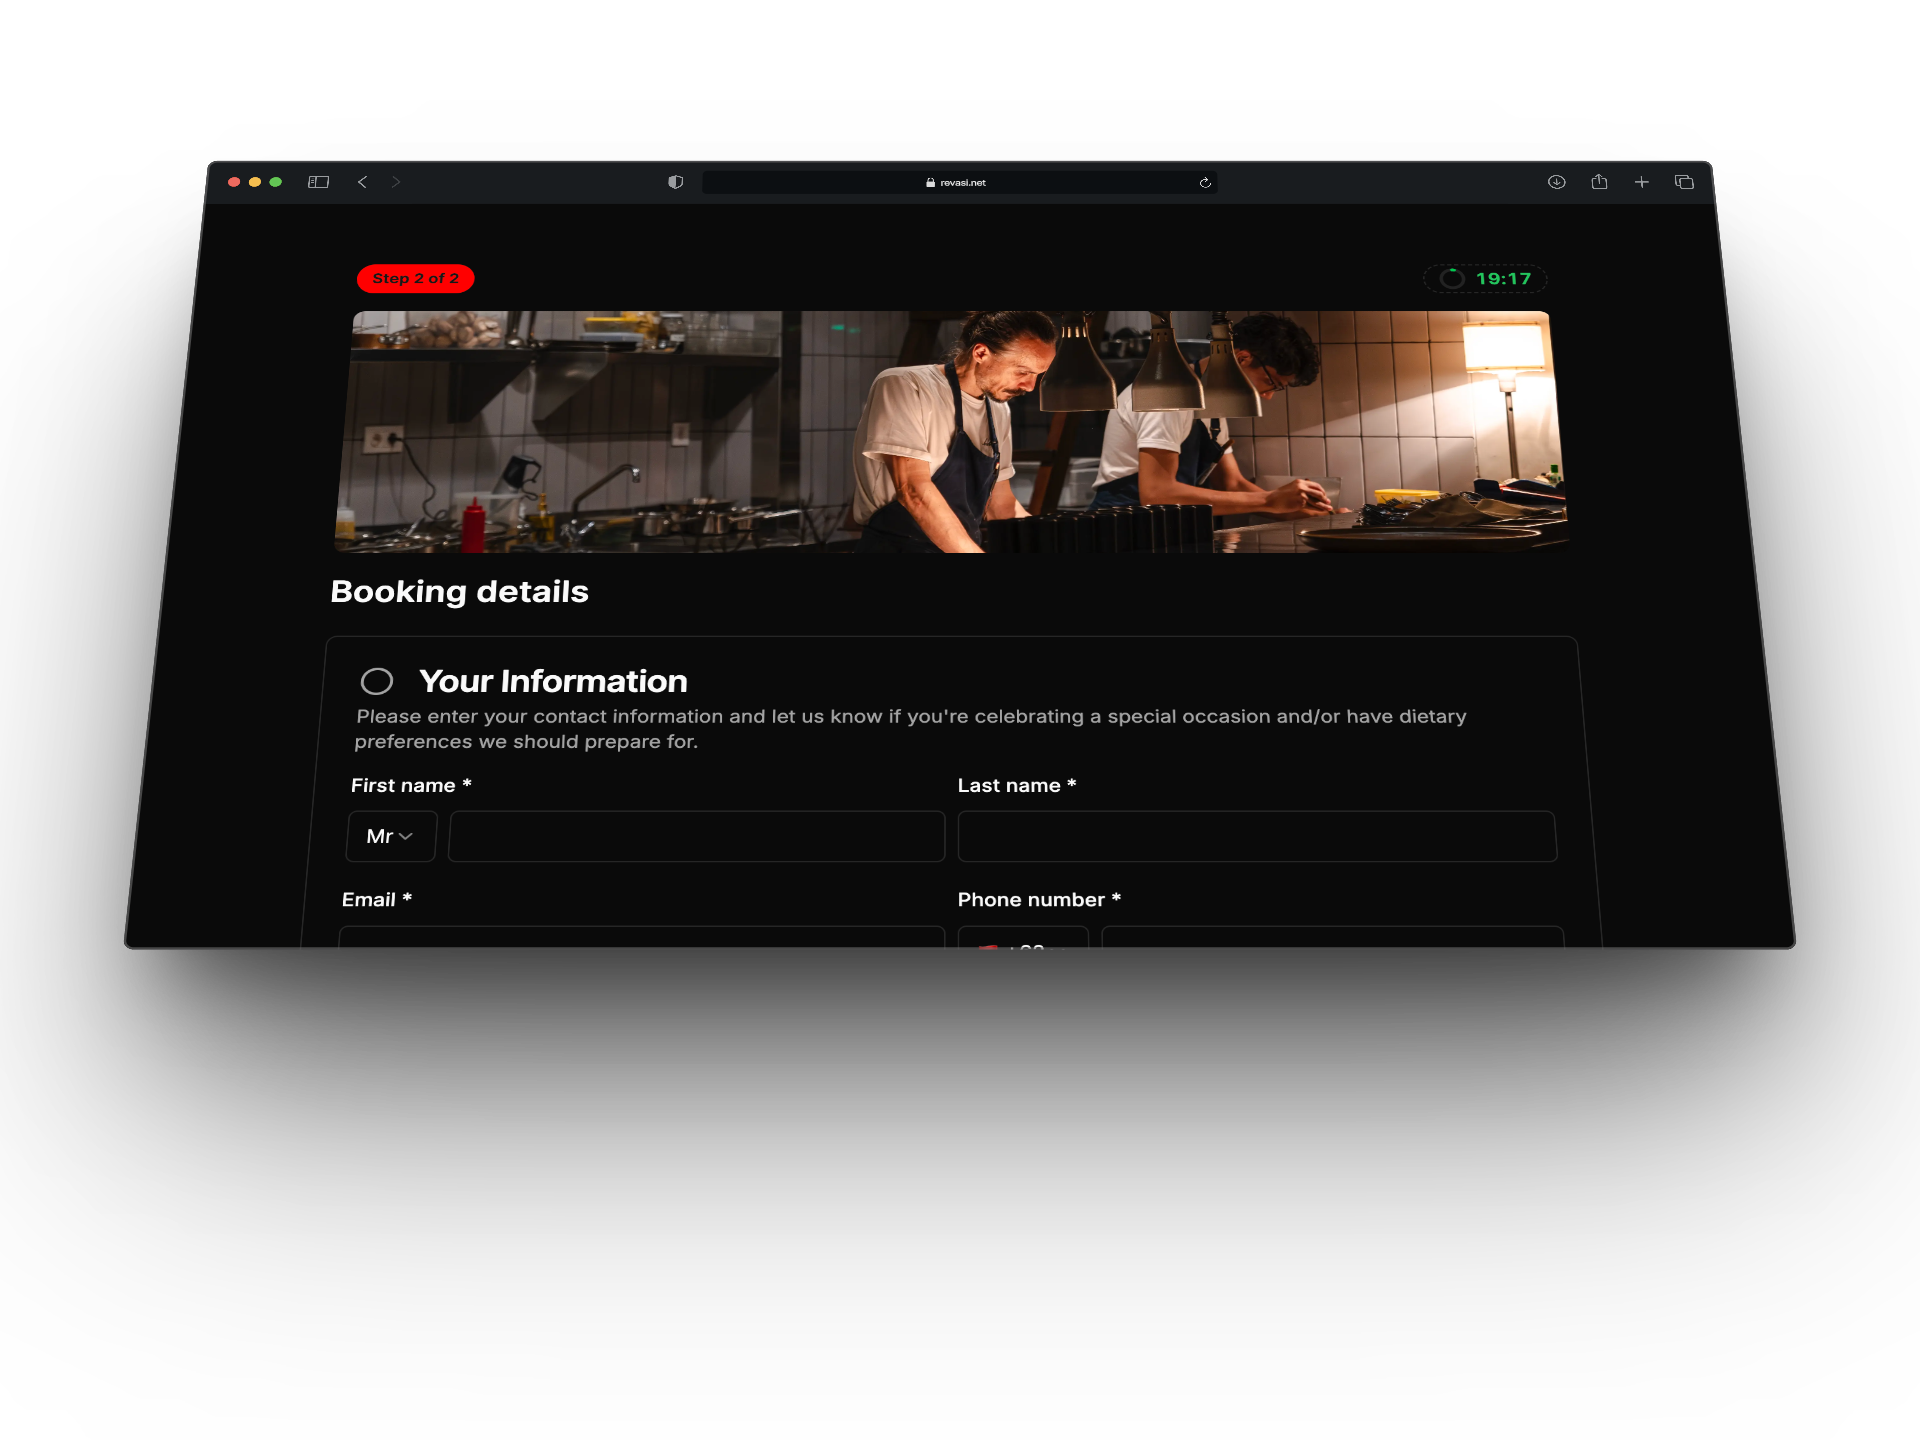 revasi.net
Step 2 of 2
19:17
Booking details
Your Information
Please enter your contact information and let us know if you're celebrating a special occasion and/or have dietary
preferences we should prepare for.
First name *
Last name *
Mr
Email *
Phone number *